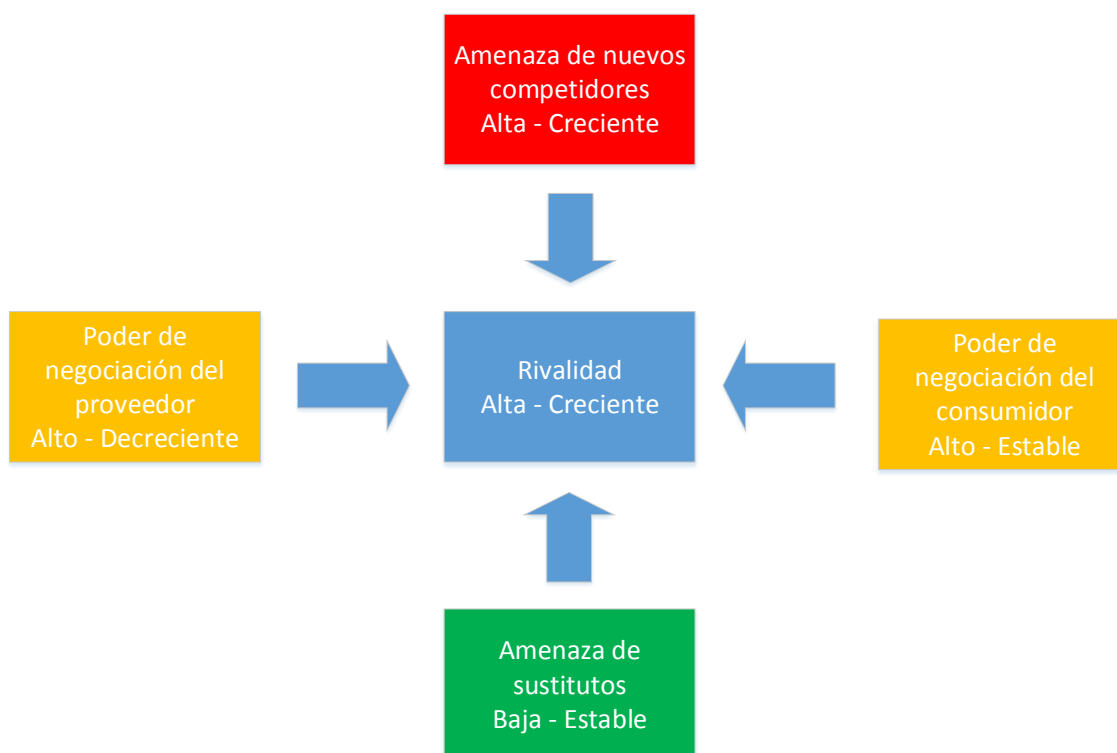 Amenaza de nuevos
competidores
Alta - Creciente
Poder de
negociación del
proveedor
Alto - Decreciente
Rivalidad
Alta - Creciente
Poder de
negociación del
consumidor
Alto - Estable
Amenaza de
sustitutos
Baja - Estable